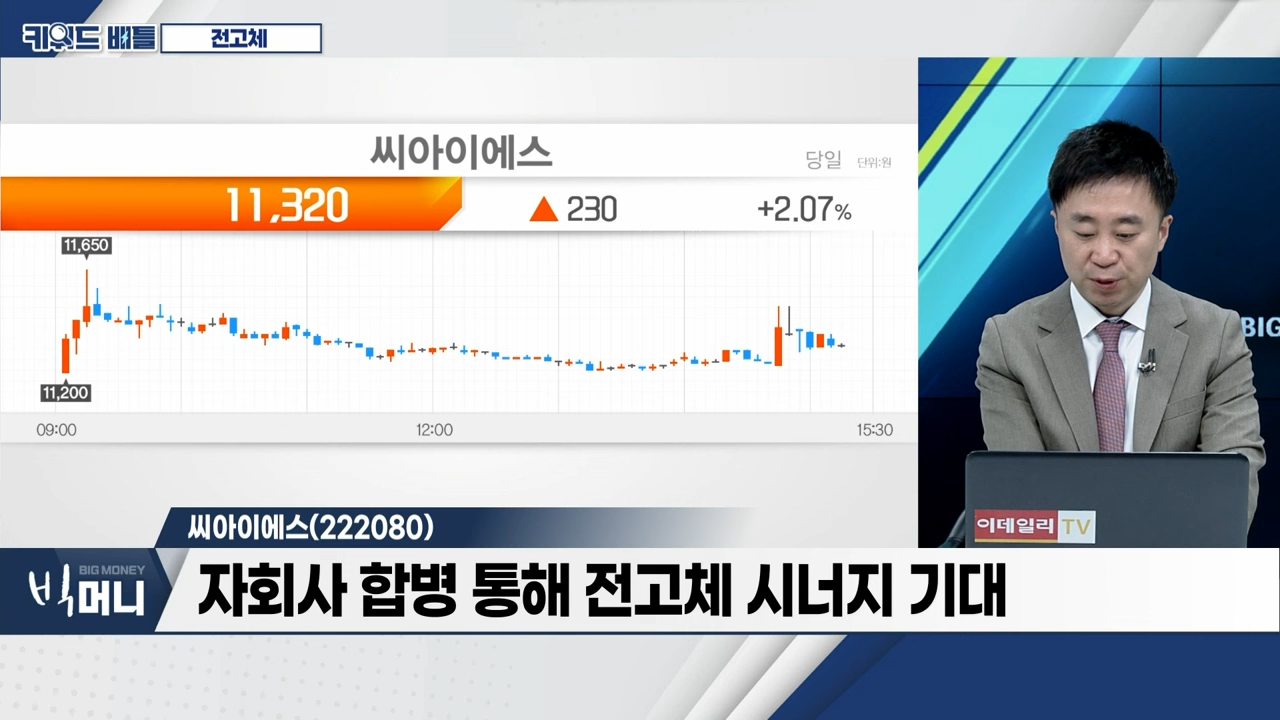 키워드 배틀
전고체
씨아이에스
당일 단위:원
11,320 ▲ 230 +2.07%
11,650
11,200
09:00 12:00 15:30
BIG
이데일리 TV
씨아이에스(222080)
BIG MONEY
빅머니
자회사 합병 통해 전고체 시너지 기대